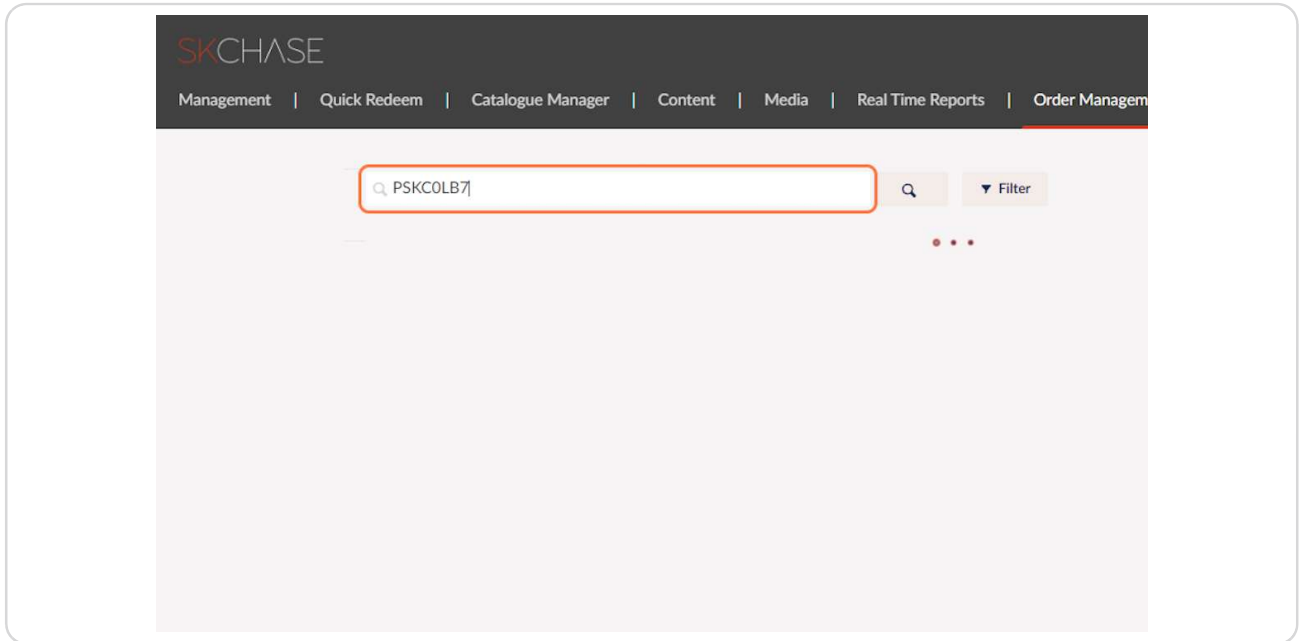 SKCHASE
Management | Quick Redeem | Catalogue Manager | Content | Media | Real Time Reports | Order Managem
PSKC0LB7
Filter